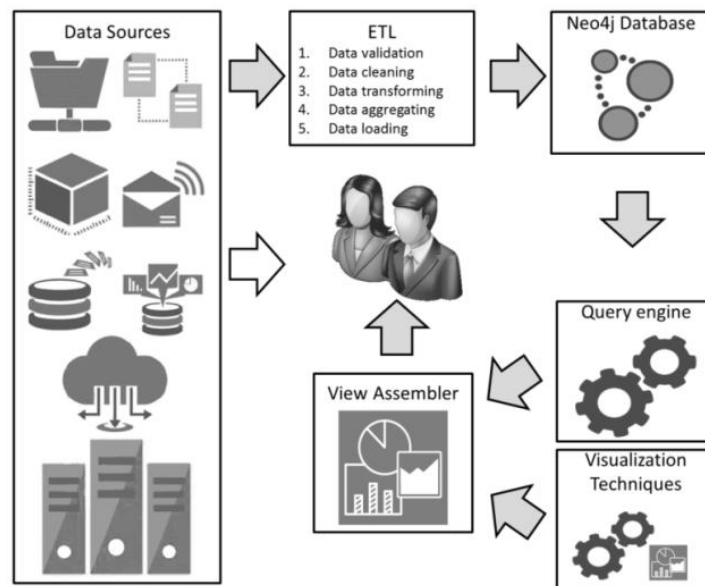 Data Sources
ETL
1. Data validation
2. Data cleaning
3. Data transforming
4. Data aggregating
5. Data loading
Neo4j Database
Query engine
View Assembler
Visualization
Techniques